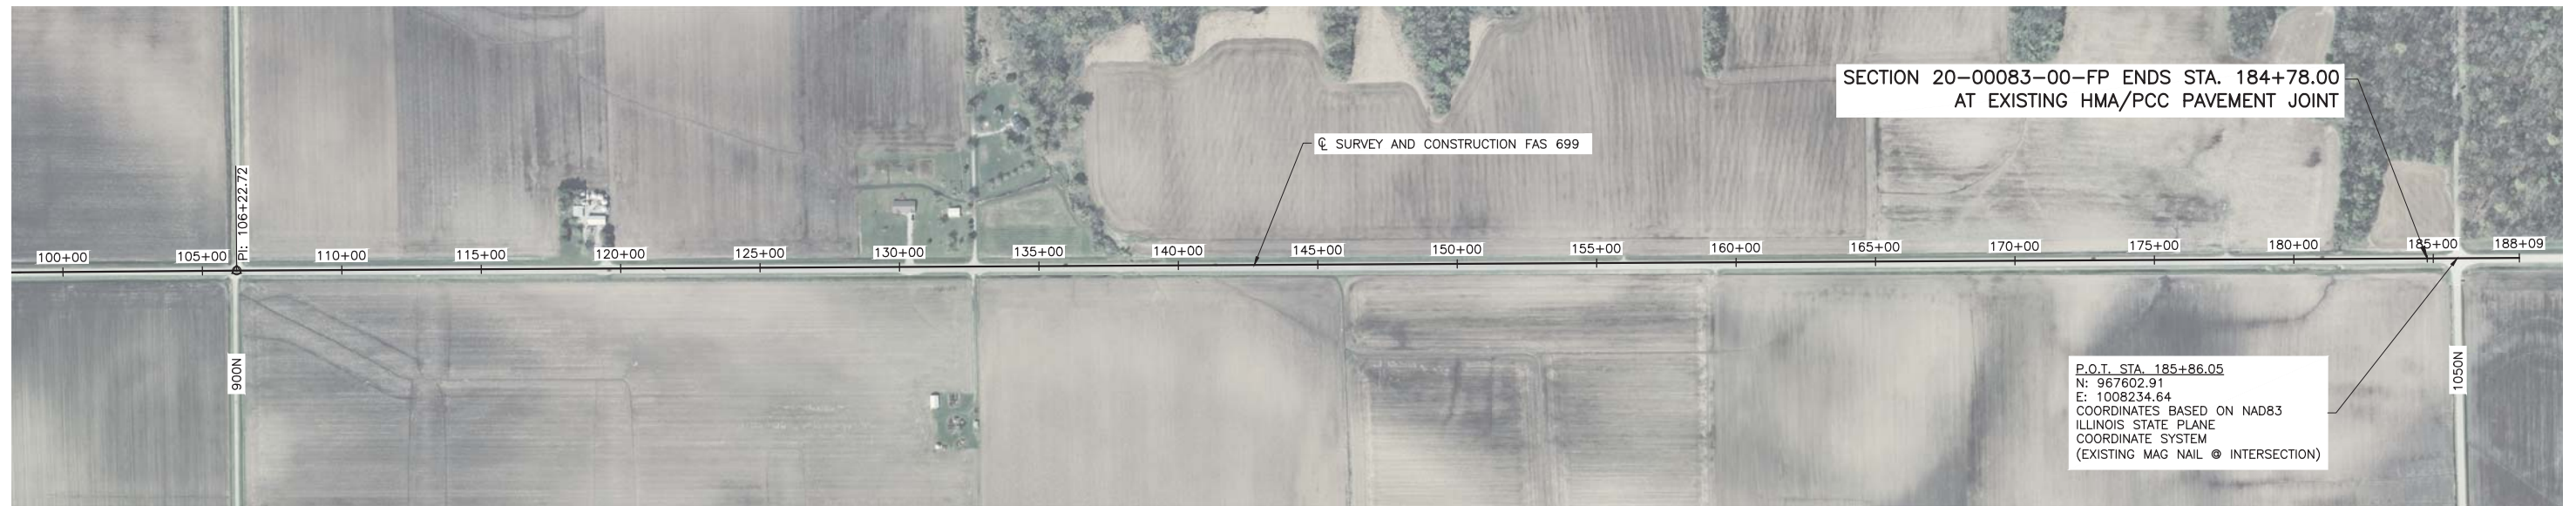 SECTION 20-00083-00-FP ENDS STA. 184+78.00
AT EXISTING HMA/PCC PAVEMENT JOINT
℄ SURVEY AND CONSTRUCTION FAS 699
PI: 106+22.72
100+00
105+00
110+00
115+00
120+00
125+00
130+00
135+00
140+00
145+00
150+00
155+00
160+00
165+00
170+00
175+00
180+00
185+00
188+09
900N
1050N
P.O.T. STA. 185+86.05
N: 967602.91
E: 1008234.64
COORDINATES BASED ON NAD83
ILLINOIS STATE PLANE
COORDINATE SYSTEM
(EXISTING MAG NAIL @ INTERSECTION)